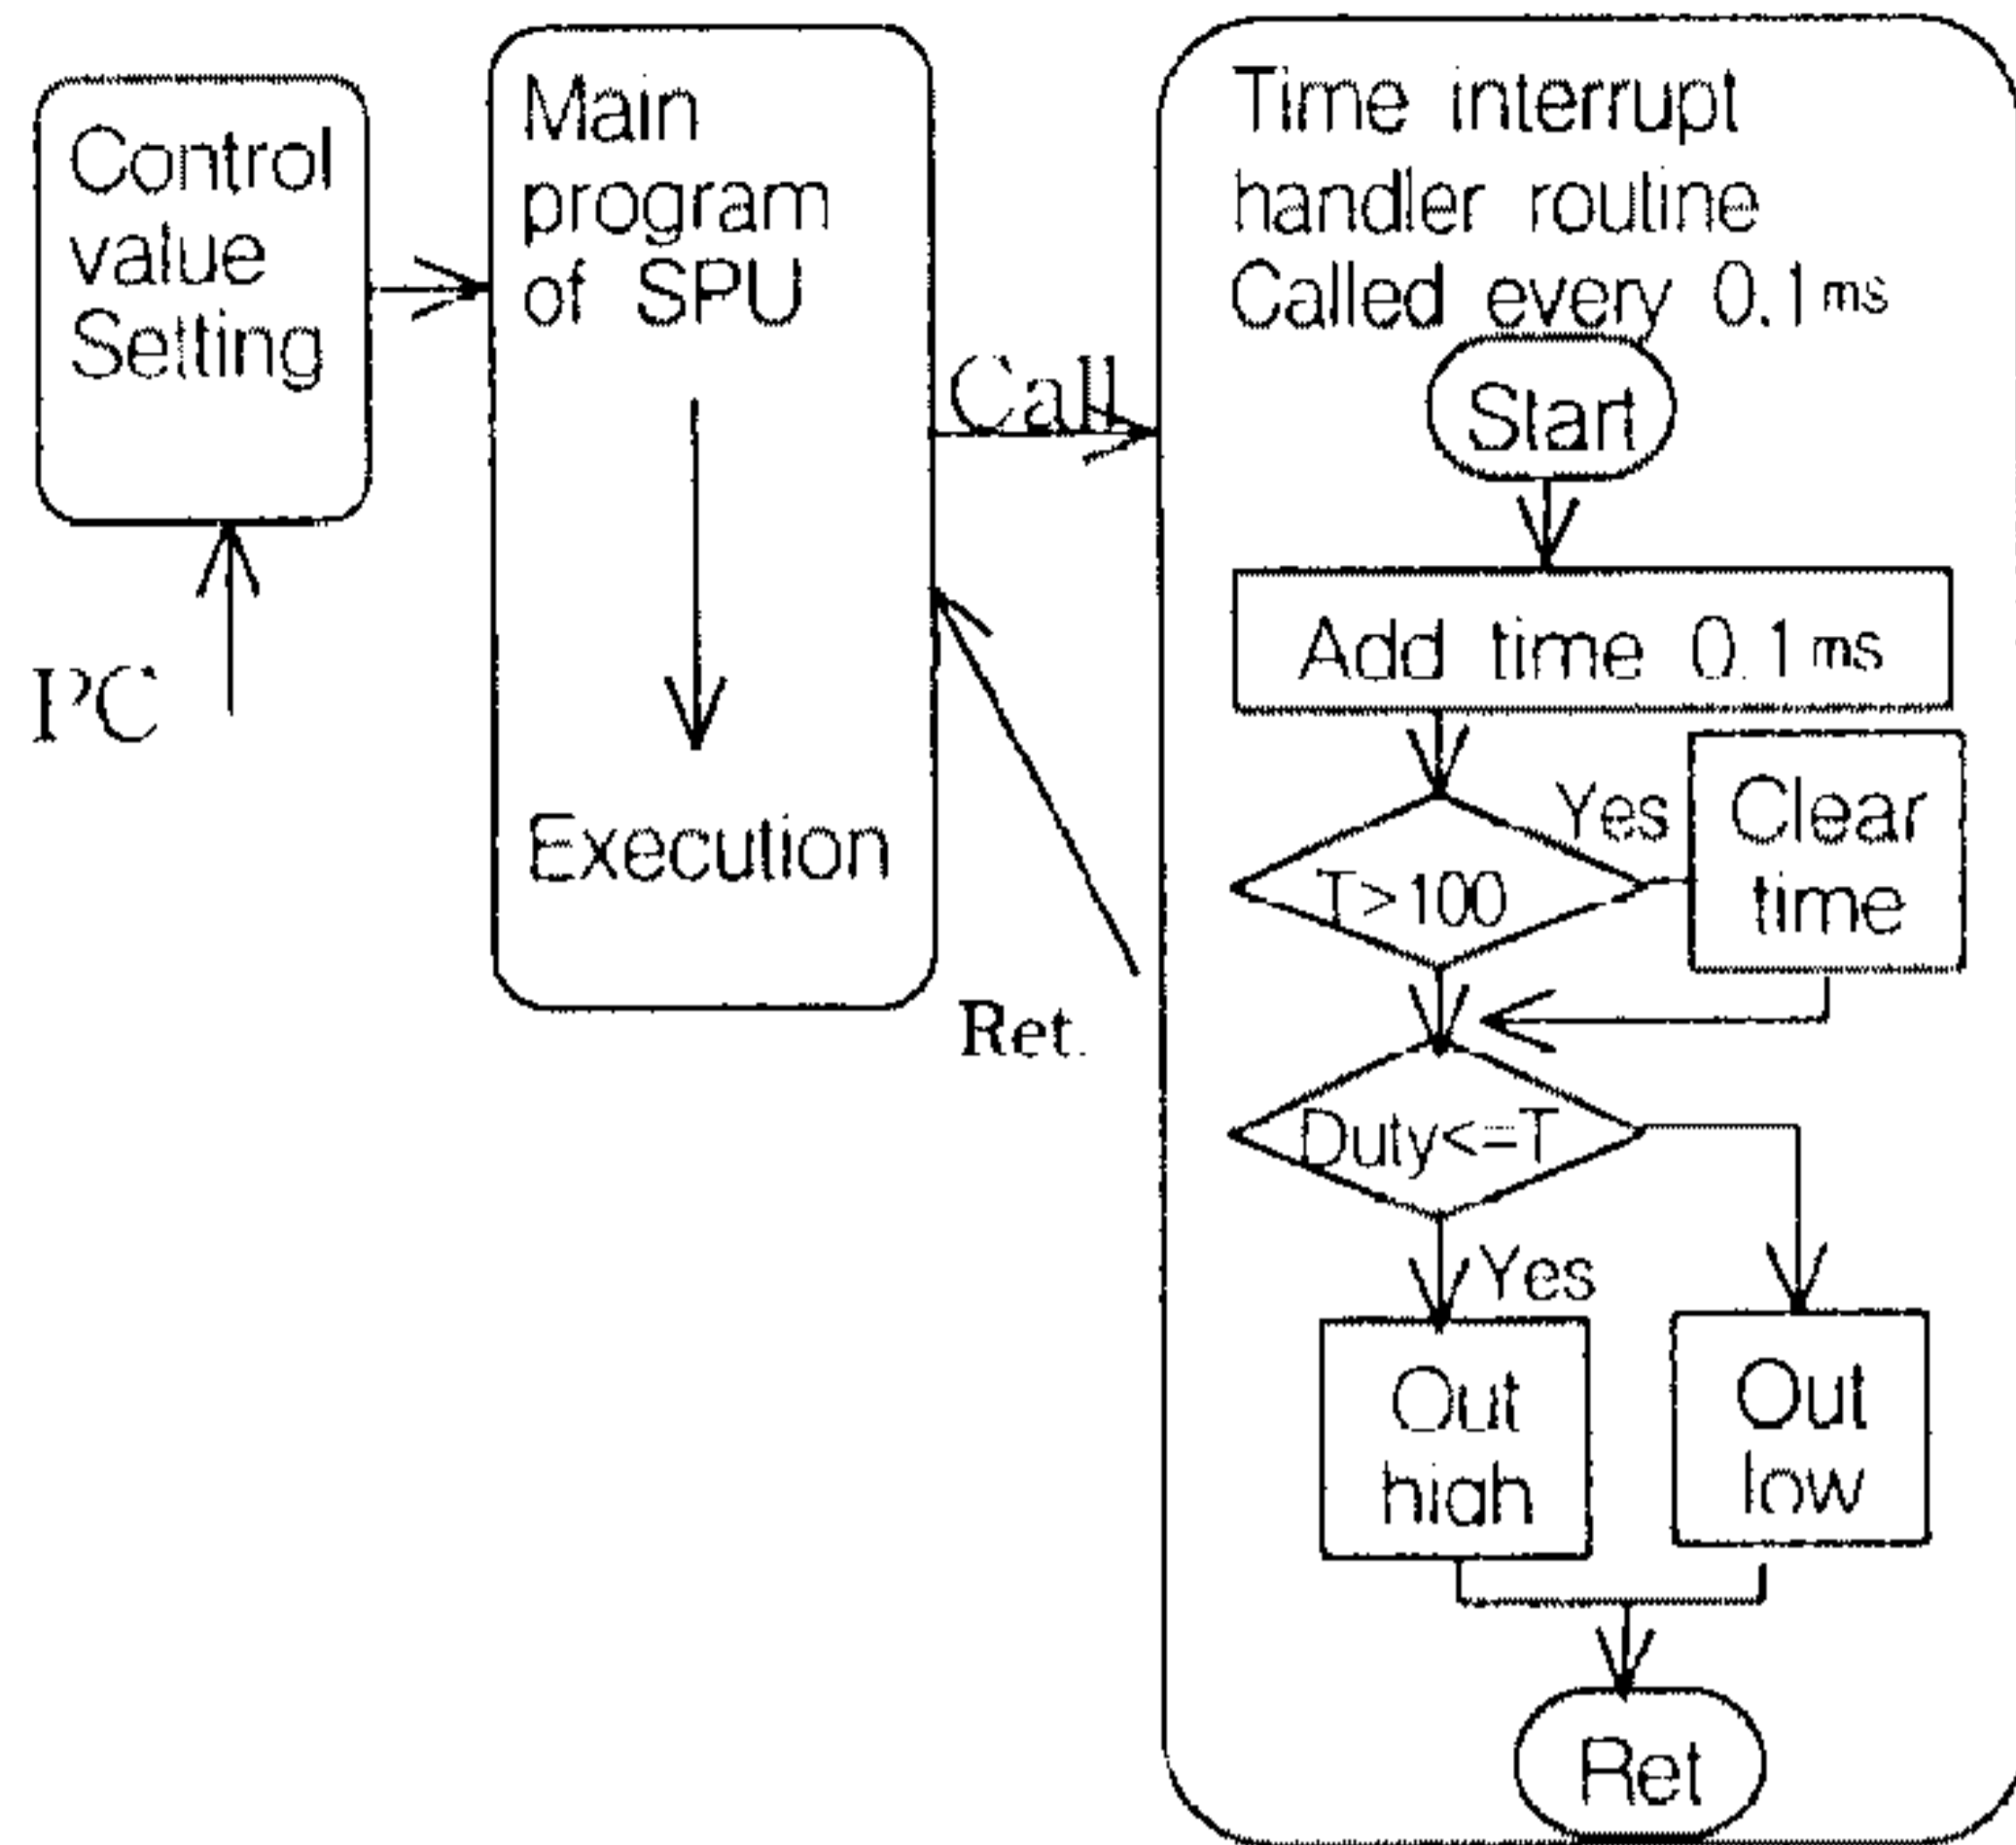 Control
value
Setting
I²C
Main
program
of SPU
Execution
Call
Ret.
Time interrupt
handler routine
Called every 0.1ms
Start
Add time 0.1ms
T>100
Yes
Clear
time
Duty<=T
Yes
Out
high
Out
low
Ret